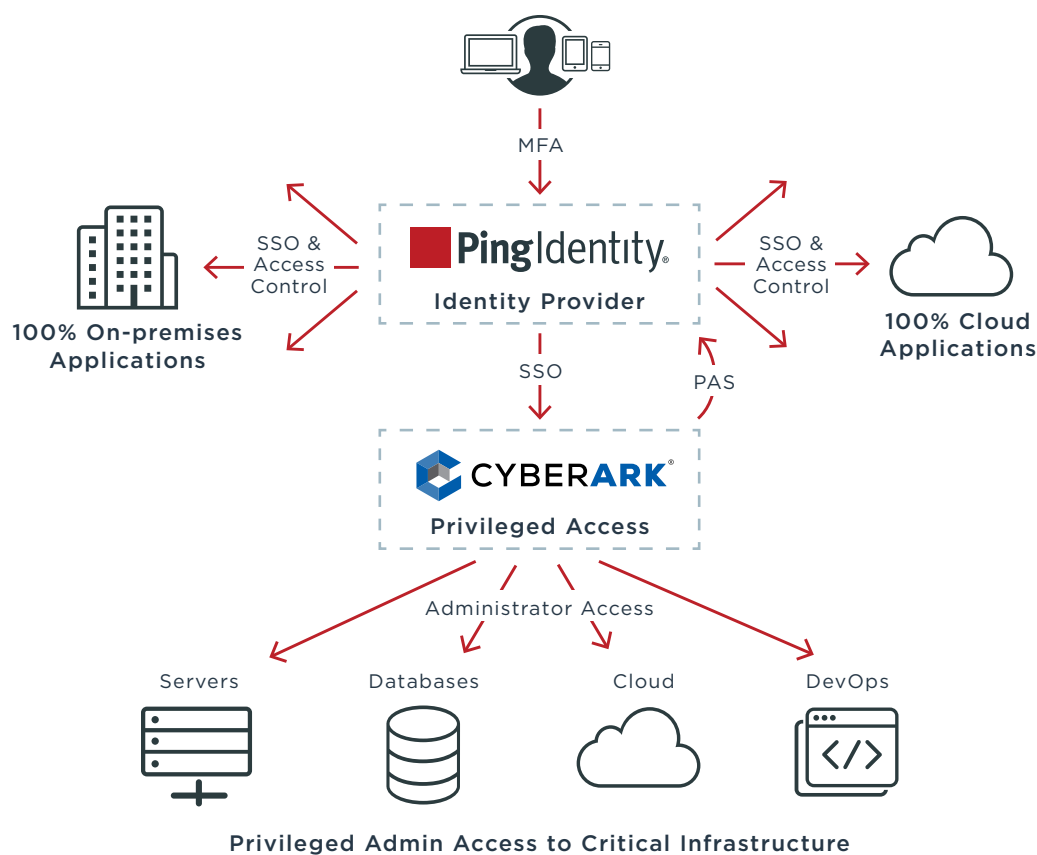 MFA
PingIdentity®
Identity Provider
SSO &
Access
Control
SSO &
Access
Control
100% On-premises
Applications
100% Cloud
Applications
SSO
PAS
CYBERARK®
Privileged Access
Administrator Access
Servers
Databases
Cloud
DevOps
</>
Privileged Admin Access to Critical Infrastructure